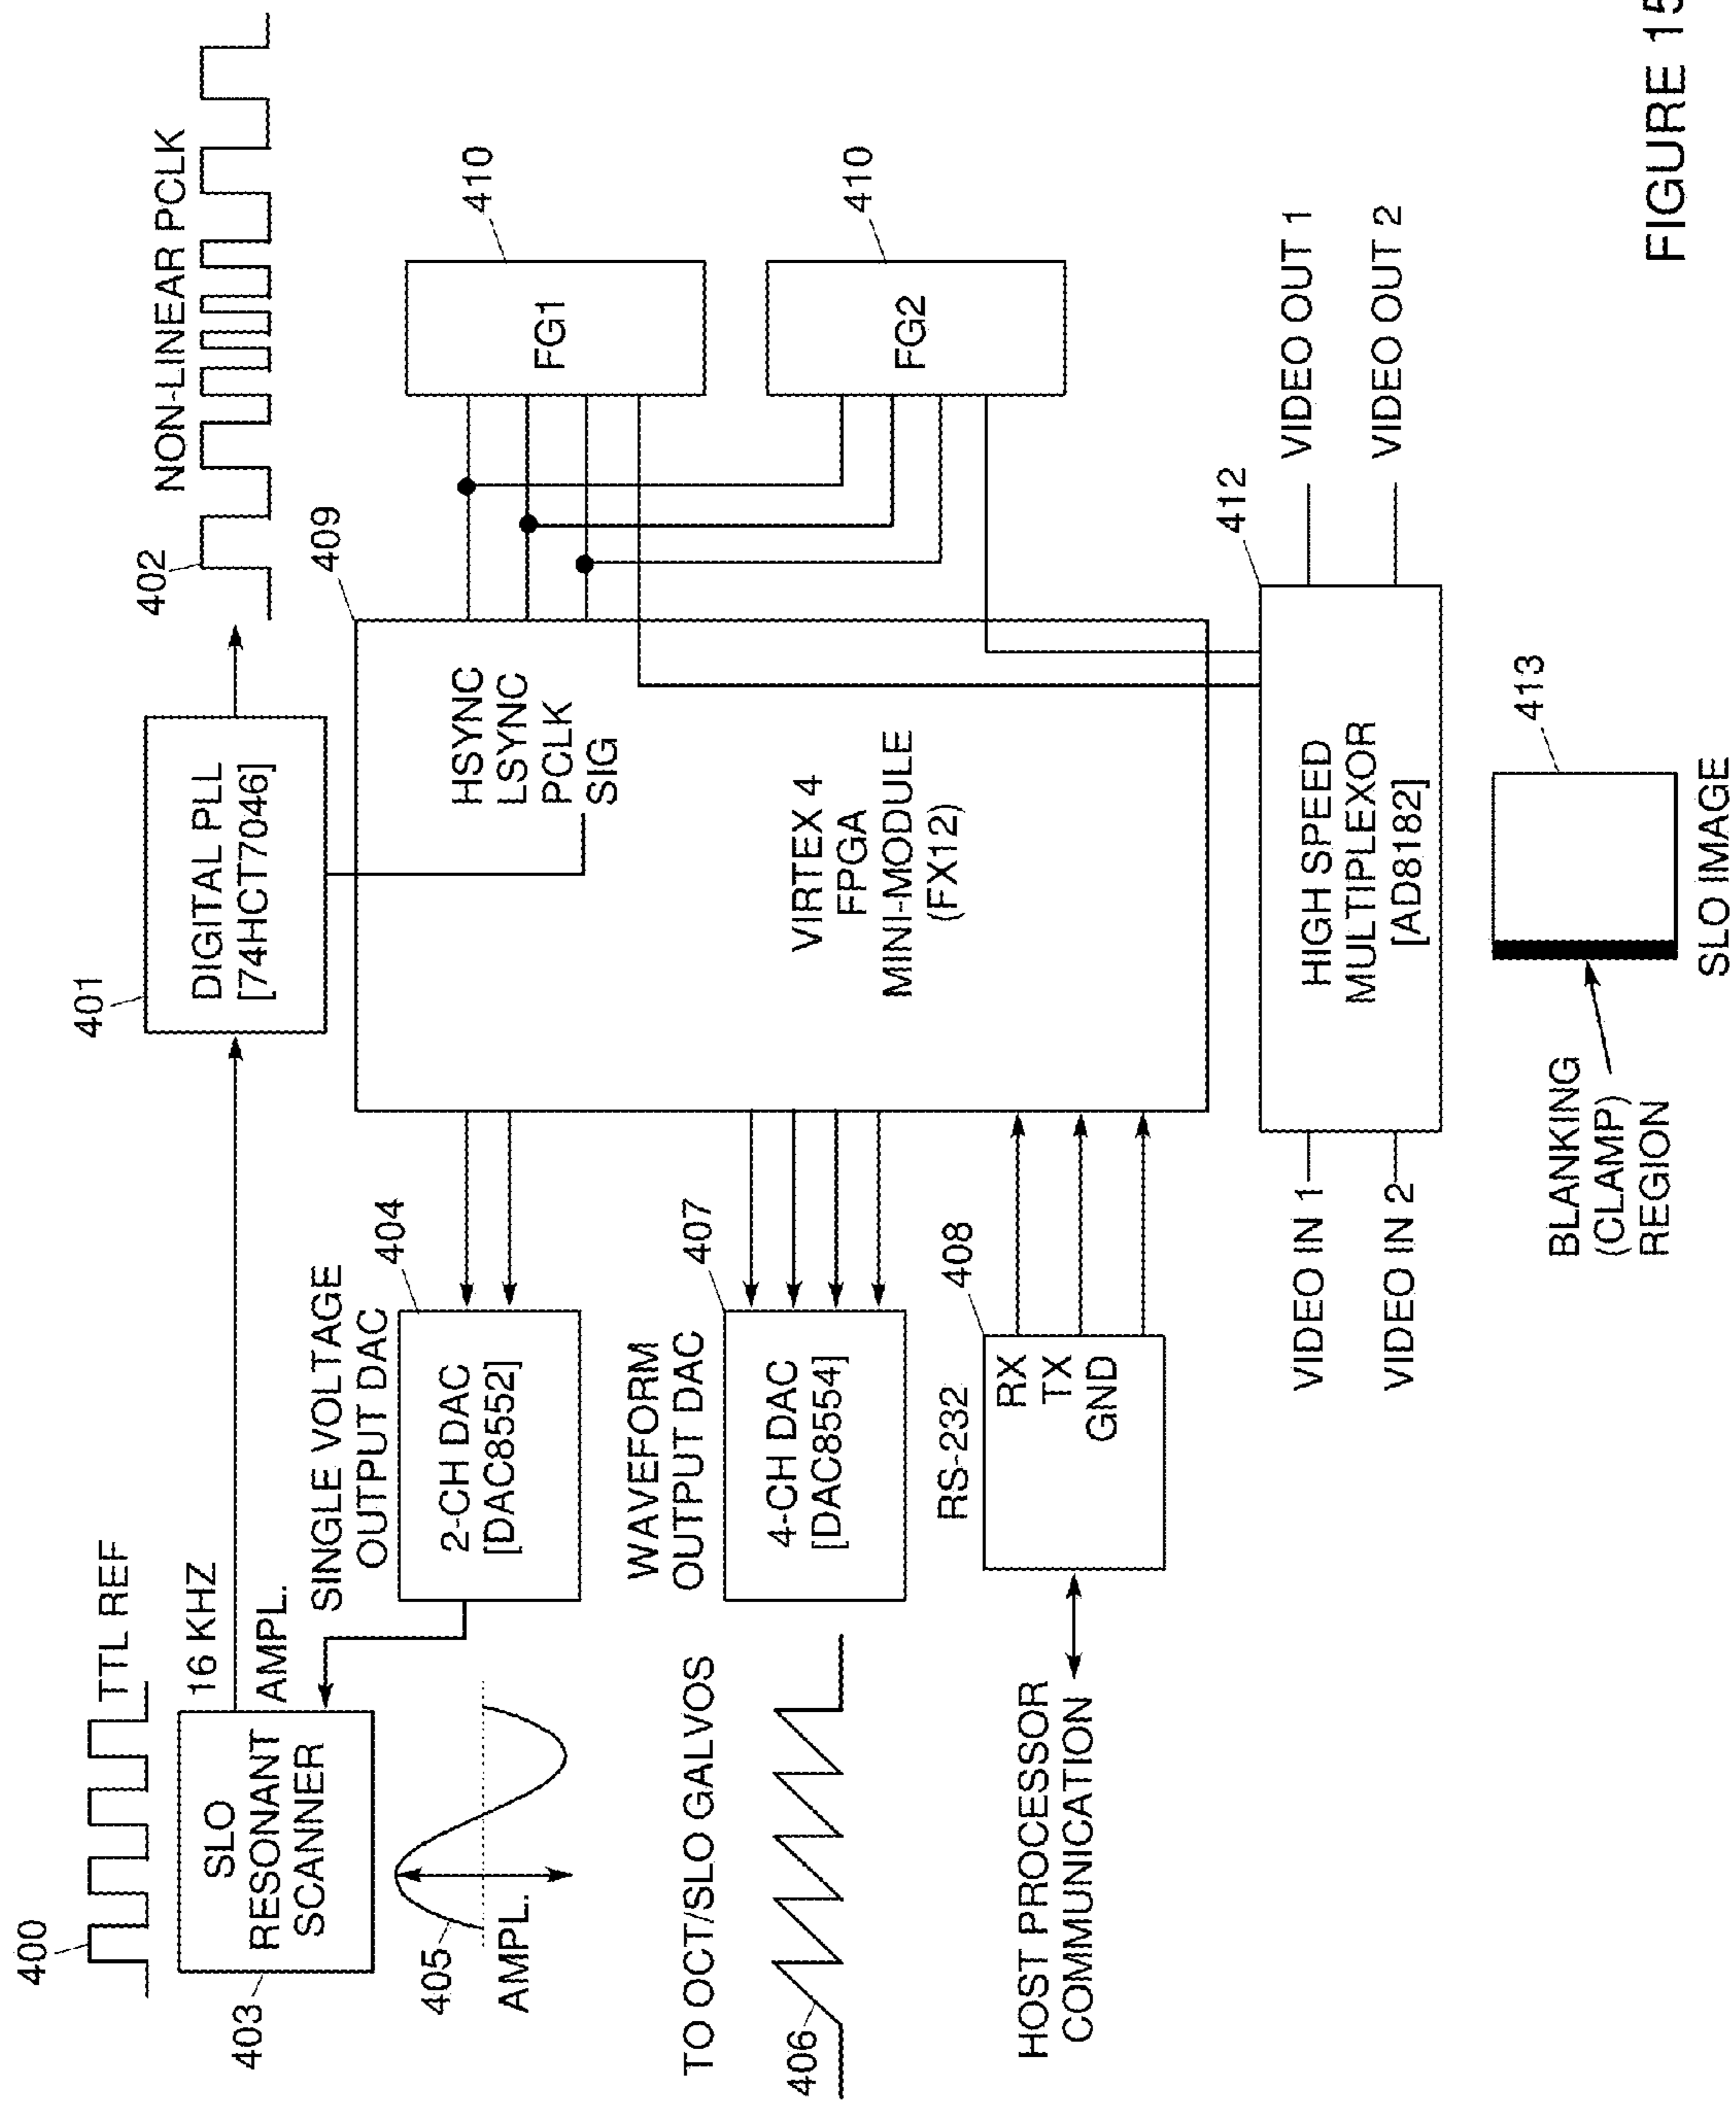 400
TTL REF
SLO
RESONANT
SCANNER
403
16 KHZ
AMPL.
401
DIGITAL PLL
[74HCT7046]
402
NON-LINEAR PCLK
405
AMPL.
SINGLE VOLTAGE
OUTPUT DAC
404
2-CH DAC
[DAC8552]
TO OCT/SLO GALVOS
406
WAVEFORM
OUTPUT DAC
407
4-CH DAC
[DAC8554]
HOST PROCESSOR
COMMUNICATION
RS-232
408
RX
TX
GND
409
HSYNC
LSYNC
PCLK
SIG
VIRTEX 4
FPGA
MINI-MODULE
(FX12)
FG1
410
FG2
410
VIDEO IN 1
VIDEO IN 2
412
HIGH SPEED
MULTIPLEXOR
[AD8182]
VIDEO OUT 1
VIDEO OUT 2
BLANKING
(CLAMP)
REGION
413
SLO IMAGE
FIGURE 15